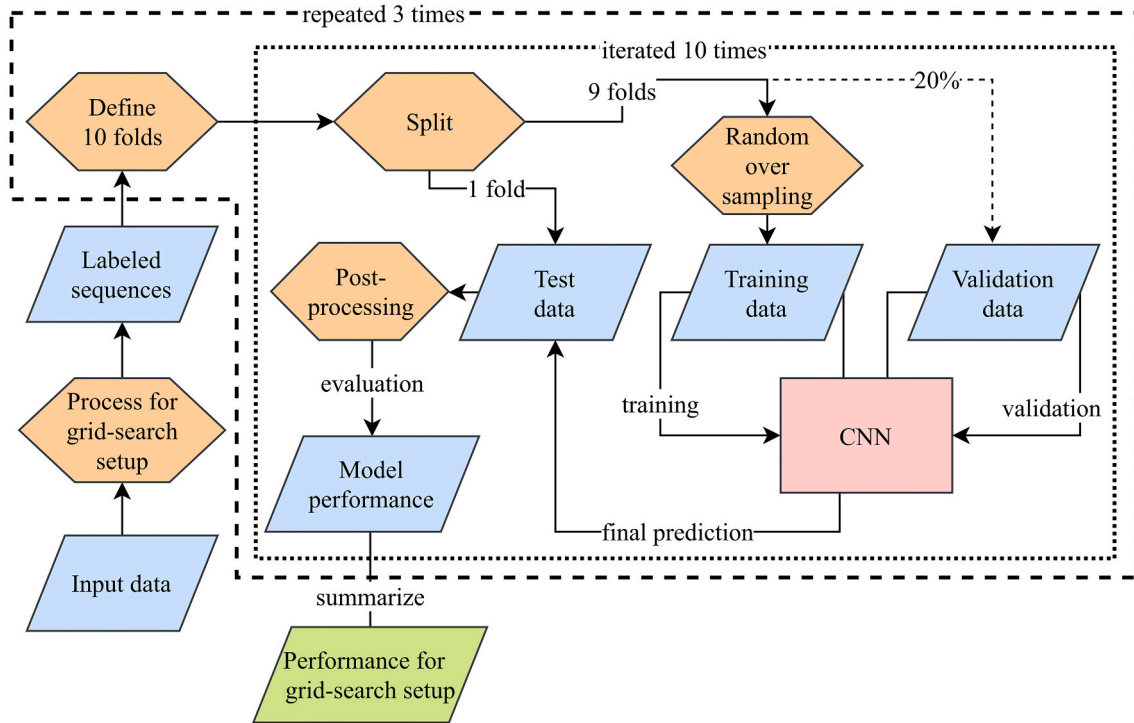 repeated 3 times
iterated 10 times
9 folds
20%
Define
10 folds
Split
Random
over
sampling
1 fold
Labeled
sequences
Post-
processing
Test
data
Training
data
Validation
data
evaluation
Process for
grid-search
setup
training
CNN
validation
Model
performance
final prediction
Input data
summarize
Performance for
grid-search setup